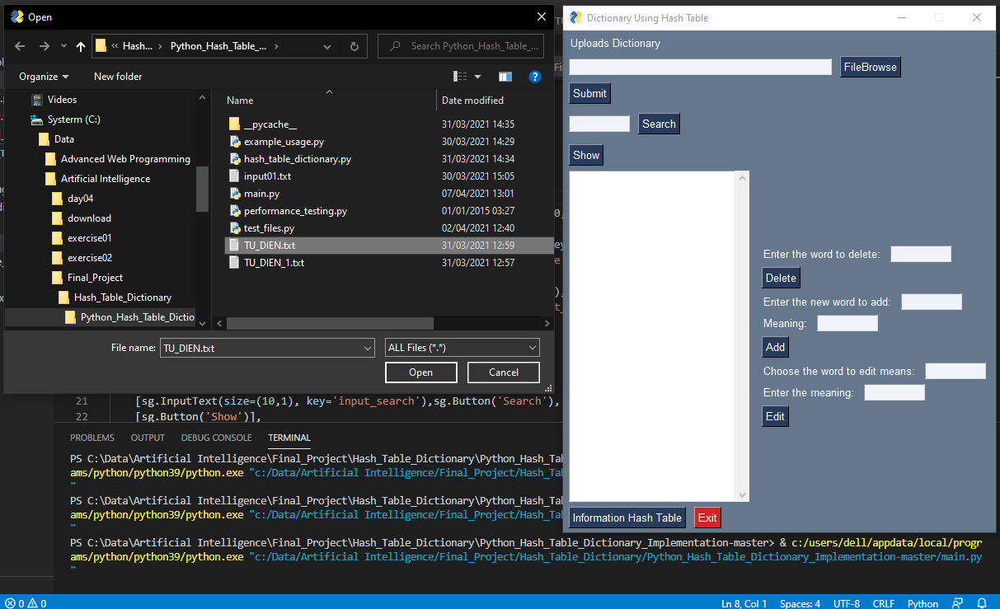 Open
Hash... Python_Hash_Table_...
Search Python_Hash_Table_...
Organize
New folder
Videos
Systerm (C:)
Data
Advanced Web Programming
Artificial Intelligence
day04
download
exercise01
exercise02
Final_Project
Hash_Table_Dictionary
Python_Hash_Table_Dictio
Name Date modified
__pycache__ 31/03/2021 14:35
example_usage.py 30/03/2021 14:29
hash_table_dictionary.py 31/03/2021 14:34
input01.txt 30/03/2021 15:05
main.py 07/04/2021 13:01
performance_testing.py 01/01/2015 03:27
test_files.py 02/04/2021 12:40
TU_DIEN.txt 31/03/2021 12:59
TU_DIEN_1.txt 31/03/2021 12:57
File name: TU_DIEN.txt ALL Files (*.*)
Open Cancel
Dictionary Using Hash Table
Uploads Dictionary
FileBrowse
Submit
Search
Show
Enter the word to delete:
Delete
Enter the new word to add:
Meaning:
Add
Choose the word to edit means:
Enter the meaning:
Edit
Information Hash Table Exit
21 [sg.InputText(size=(10,1), key='input_search'),sg.Button('Search'),
22 [sg.Button('Show')],
PROBLEMS OUTPUT DEBUG CONSOLE TERMINAL
PS C:\Data\Artificial Intelligence\Final_Project\Hash_Table_Dictionary\Python_Hash_Tab
ams/python/python39/python.exe "c:/Data/Artificial Intelligence/Final_Project/Hash_Tab
"
PS C:\Data\Artificial Intelligence\Final_Project\Hash_Table_Dictionary\Python_Hash_Tab
ams/python/python39/python.exe "c:/Data/Artificial Intelligence/Final_Project/Hash_Tab
"
PS C:\Data\Artificial Intelligence\Final_Project\Hash_Table_Dictionary\Python_Hash_Table_Dictionary_Implementation-master> & c:/users/dell/appdata/local/progr
ams/python/python39/python.exe "c:/Data/Artificial Intelligence/Final_Project/Hash_Table_Dictionary/Python_Hash_Table_Dictionary_Implementation-master/main.py
"
0 0 Ln 8, Col 1 Spaces: 4 UTF-8 CRLF Python